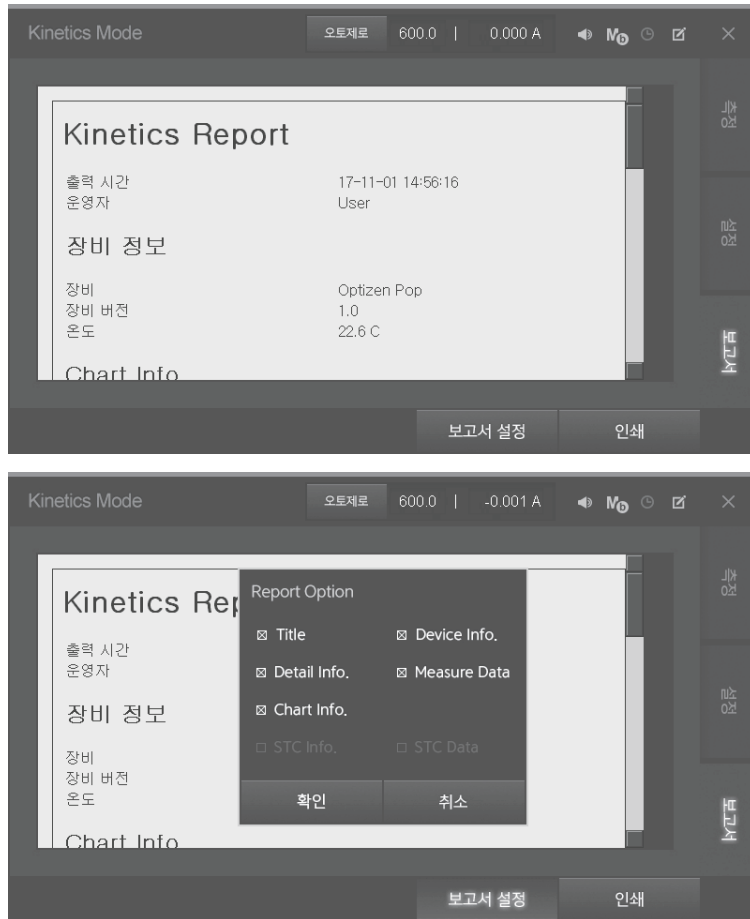 Kinetics Mode 오토제로 600.0 | 0.000 A Mb
측정
Kinetics Report
출력 시간 17-11-01 14:56:16
운영자 User
설정
장비 정보
장비 Optizen Pop
장비 버전 1.0
온도 22.6 C
보고서
Chart Info
보고서 설정 인쇄
Kinetics Mode 오토제로 600.0 | -0.001 A Mb
측정
Kinetics Rep
Report Option
Title Device Info.
출력 시간
운영자
Detail Info. Measure Data
설정
장비 정보
Chart Info.
STC Info. STC Data
장비
장비 버전
온도
확인 취소
보고서
Chart Info
보고서 설정 인쇄